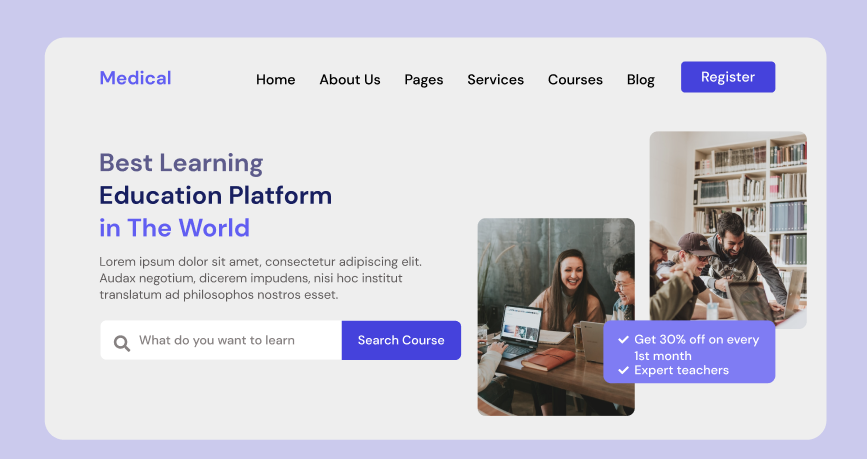 Medical
Home About Us Pages Services Courses Blog Register
Best Learning
Education Platform
in The World
Lorem ipsum dolor sit amet, consectetur adipiscing elit.
Audax negotium, dicerem impudens, nisi hoc institut
translatum ad philosophos nostros esset.
What do you want to learn
Search Course
Get 30% off on every
1st month
Expert teachers